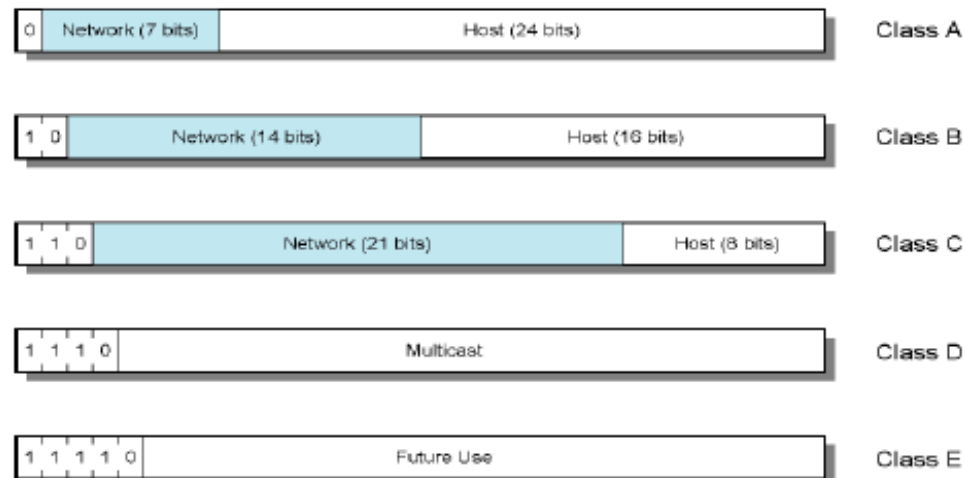 0 Network (7 bits) Host (24 bits) Class A
1 0 Network (14 bits) Host (16 bits) Class B
1 1 0 Network (21 bits) Host (8 bits) Class C
1 1 1 0 Multicast Class D
1 1 1 1 0 Future Use Class E